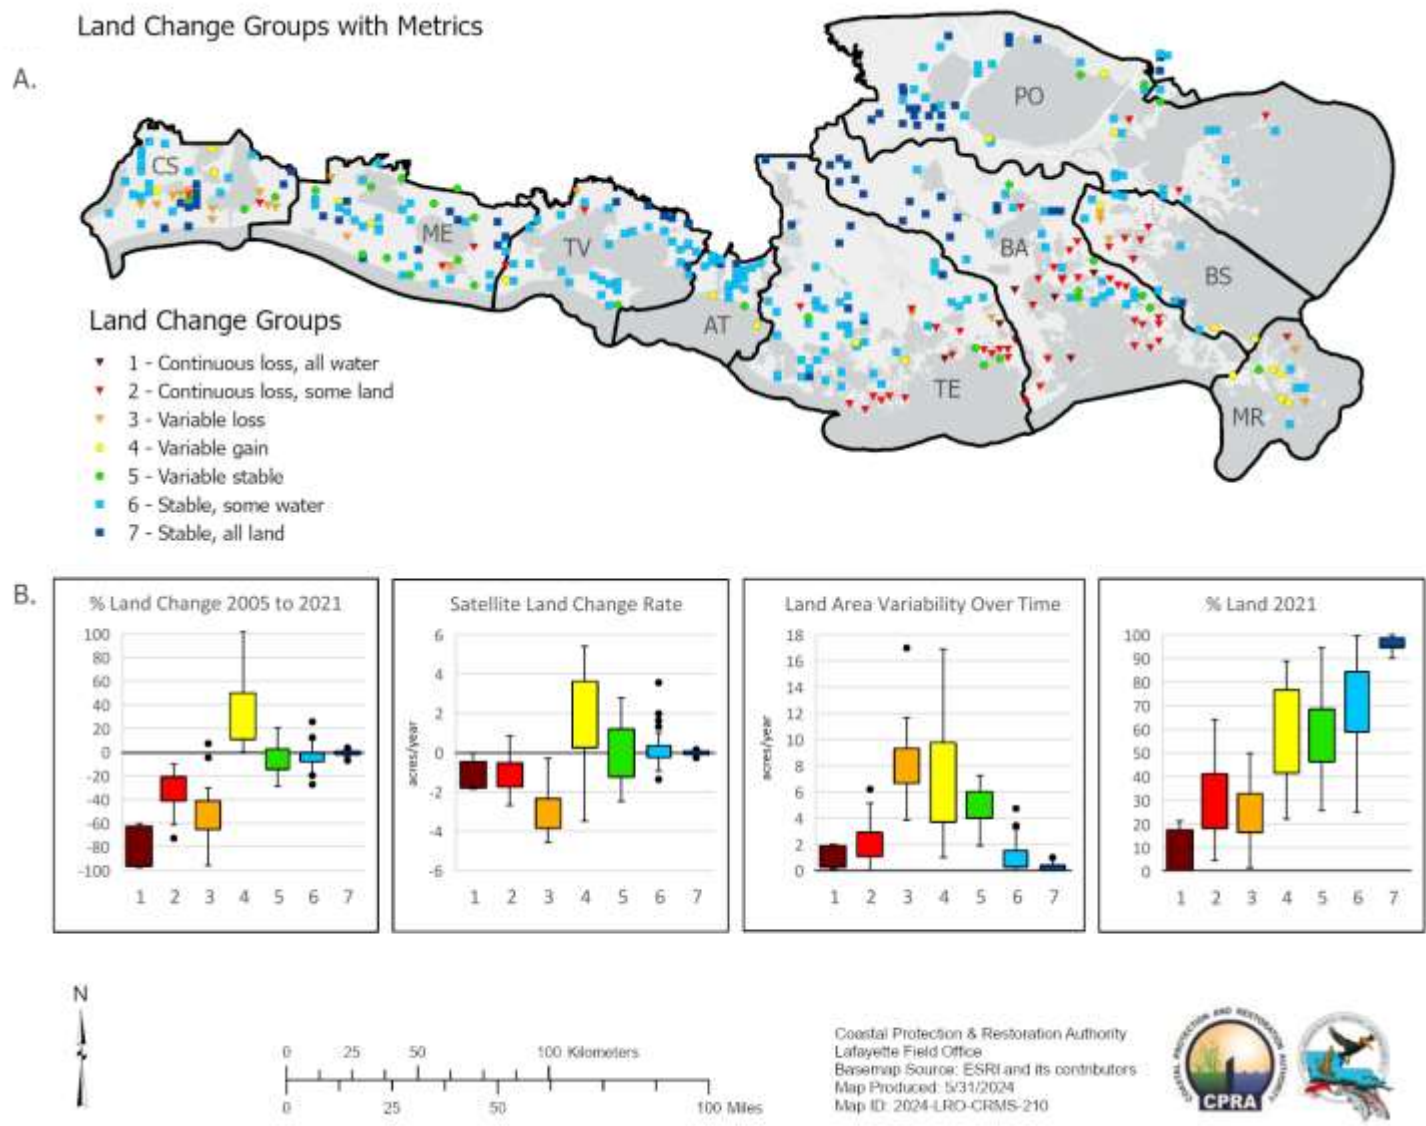 Land Change Groups with Metrics
A.
PO
CS
ME
TV
AT
BA
BS
TE
MR
Land Change Groups
1 - Continuous loss, all water
2 - Continuous loss, some land
3 - Variable loss
4 - Variable gain
5 - Variable stable
6 - Stable, some water
7 - Stable, all land
B.
% Land Change 2005 to 2021
100
80
60
40
20
0
-20
-40
-60
-80
-100
1 2 3 4 5 6 7
Satellite Land Change Rate
acres/year
6
4
2
0
-2
-4
-6
1 2 3 4 5 6 7
Land Area Variability Over Time
acres/year
18
16
14
12
10
8
6
4
2
0
1 2 3 4 5 6 7
% Land 2021
100
90
80
70
60
50
40
30
20
10
0
1 2 3 4 5 6 7
N
0 25 50 100 Kilometers
0 25 50 100 Miles
Coastal Protection & Restoration Authority
Lafayette Field Office
Basemap Source: ESRI and its contributors
Map Produced: 5/31/2024
Map ID: 2024-LRO-CRMS-210
COASTAL PROTECTION AND RESTORATION AUTHORITY
CPRA